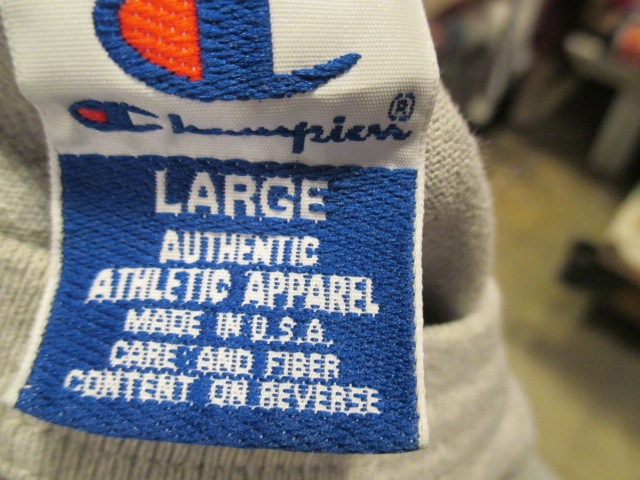 Champion®
LARGE
AUTHENTIC
ATHLETIC APPAREL
MADE IN U.S.A.
CARE AND FIBER
CONTENT ON REVERSE